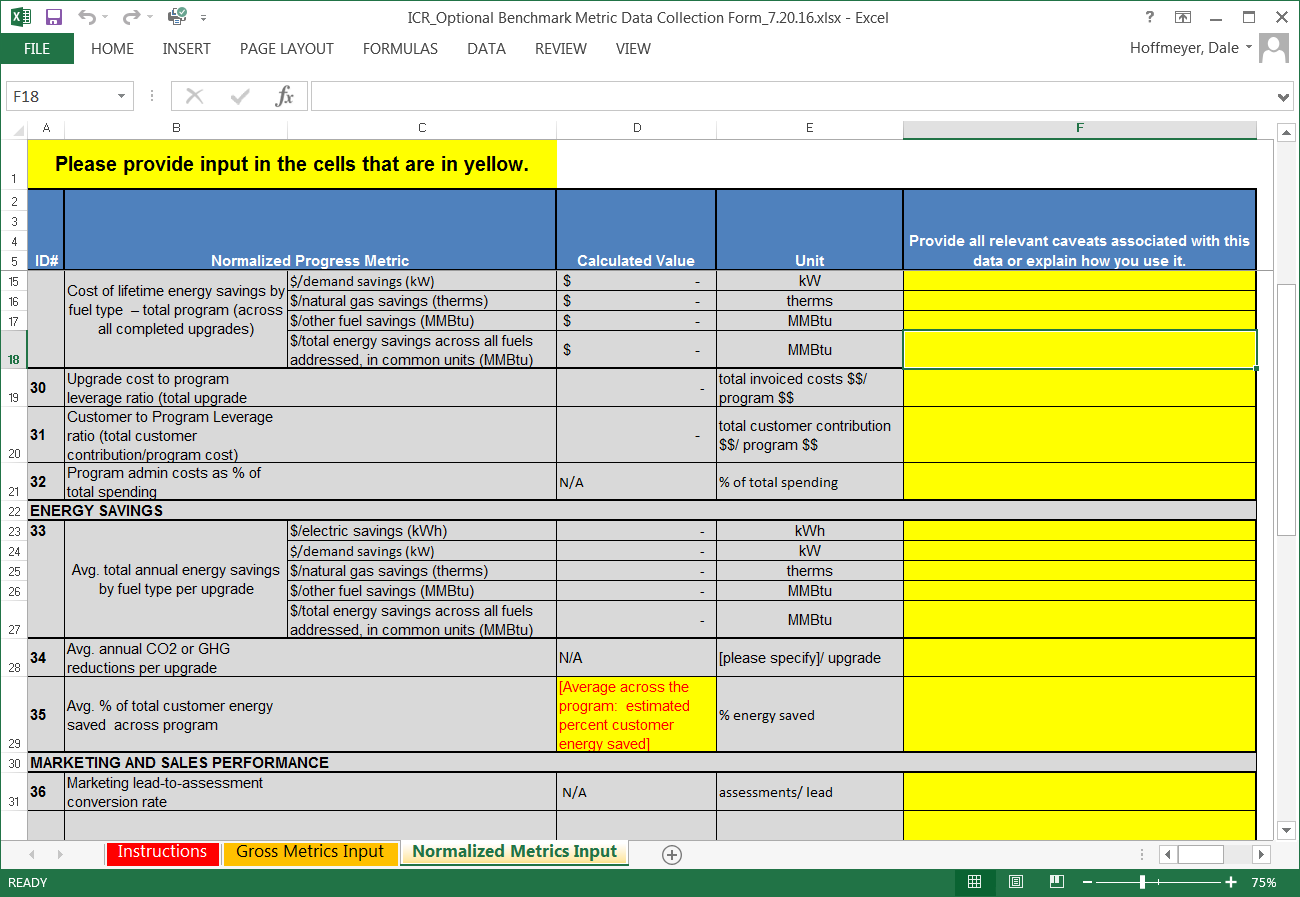 ICR_Optional Benchmark Metric Data Collection Form_7.20.16.xlsx - Excel
?
FILE HOME INSERT PAGE LAYOUT FORMULAS DATA REVIEW VIEW
Hoffmeyer, Dale
F18
fx
A B C D E F
1 Please provide input in the cells that are in yellow.
2
3
4 Provide all relevant caveats associated with this
5 ID# Normalized Progress Metric Calculated Value Unit data or explain how you use it.
15 $/demand savings (kW) $ - kW
Cost of lifetime energy savings by
16 $/natural gas savings (therms) $ - therms
fuel type – total program (across
17 $/other fuel savings (MMBtu) $ - MMBtu
all completed upgrades)
$/total energy savings across all fuels
18 addressed, in common units (MMBtu) $ - MMBtu
19 30 Upgrade cost to program
leverage ratio (total upgrade
-
total invoiced costs $$/
program $$
20 31 Customer to Program Leverage
ratio (total customer
contribution/program cost)
-
total customer contribution
$$/ program $$
21 32 Program admin costs as % of
total spending
N/A
% of total spending
22 ENERGY SAVINGS
23 33 $/electric savings (kWh) - kWh
24 $/demand savings (kW) - kW
Avg. total annual energy savings
by fuel type per upgrade
25 $/natural gas savings (therms) - therms
26 $/other fuel savings (MMBtu) - MMBtu
$/total energy savings across all fuels
27 addressed, in common units (MMBtu) - MMBtu
28 34 Avg. annual CO2 or GHG
reductions per upgrade
N/A
[please specify]/ upgrade
29 35 Avg. % of total customer energy
saved across program
[Average across the
program: estimated
percent customer
energy saved]
% energy saved
30 MARKETING AND SALES PERFORMANCE
31 36 Marketing lead-to-assessment
conversion rate
N/A
assessments/ lead
Instructions Gross Metrics Input Normalized Metrics Input
READY 75%